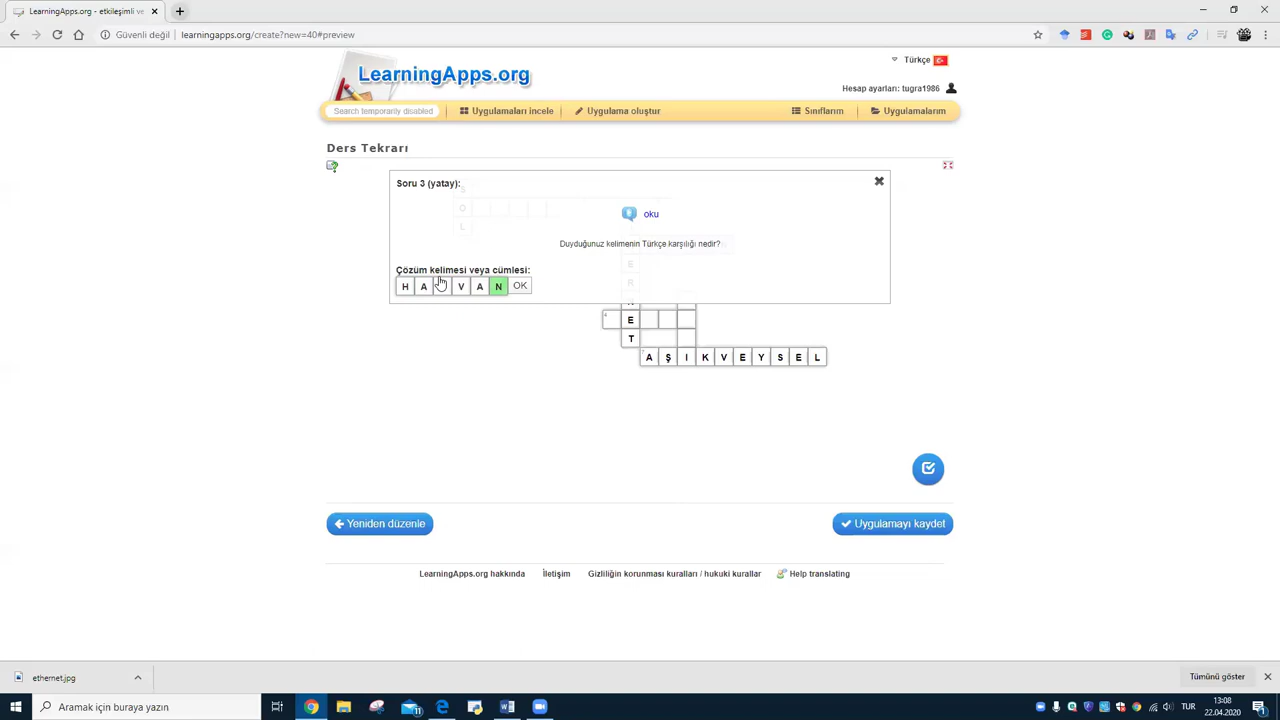 LearningApps.org - etkileşimli ve
Güvenli değil
learningapps.org/create?new=40#preview
LearningApps.org
Türkçe
Hesap ayarları: tugra1986
Search temporarily disabled
Uygulamaları incele
Uygulama oluştur
Sınıflarım
Uygulamalarım
Ders Tekrarı
Soru 3 (yatay):
S
O
L
oku
Duyduğunuz kelimenin Türkçe karşılığı nedir?
E
R
Çözüm kelimesi veya cümlesi:
H A V A N OK
E
T
A Ş I K V E Y S E L
Yeniden düzenle
Uygulamayı kaydet
LearningApps.org hakkında
İletişim
Gizliliğin korunması kuralları / hukuki kurallar
Help translating
ethernet.jpg
Tümünü göster
Aramak için buraya yazın
11
TUR
13:08
22.04.2020
1